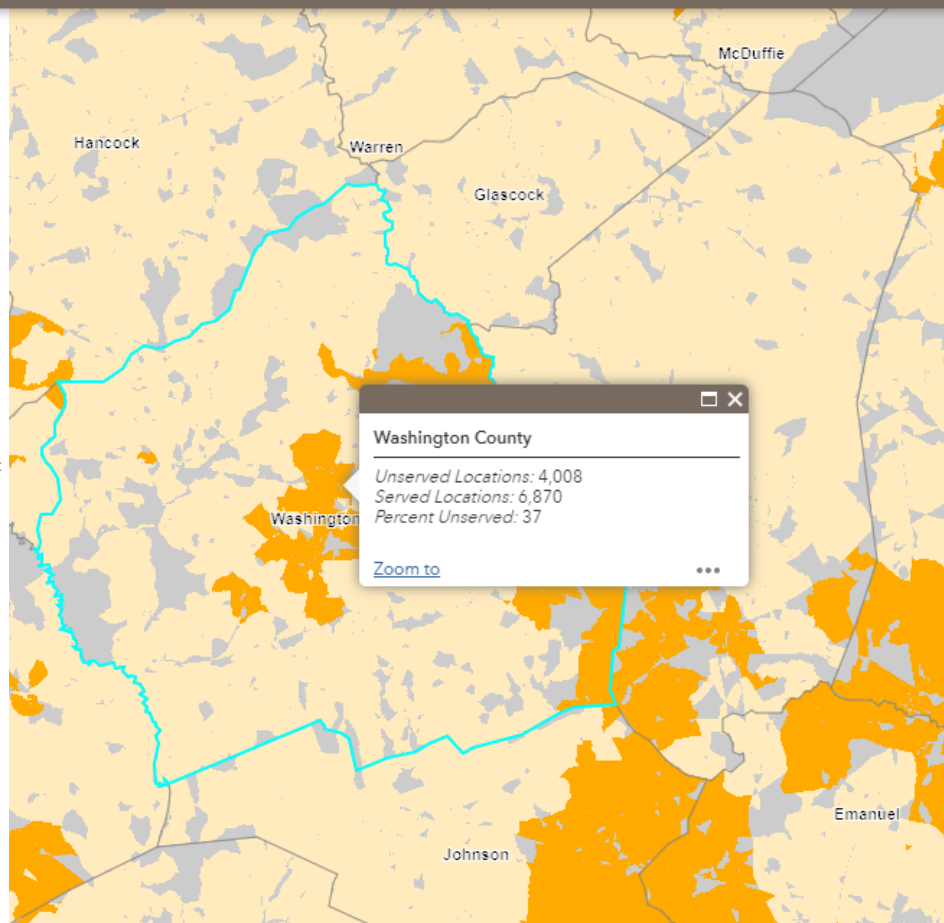 McDuffie
Hancock
Warren
Glascock
Washington County
Unserved Locations: 4,008
Served Locations: 6,870
Percent Unserved: 37
Washington
Zoom to
Emanuel
Johnson